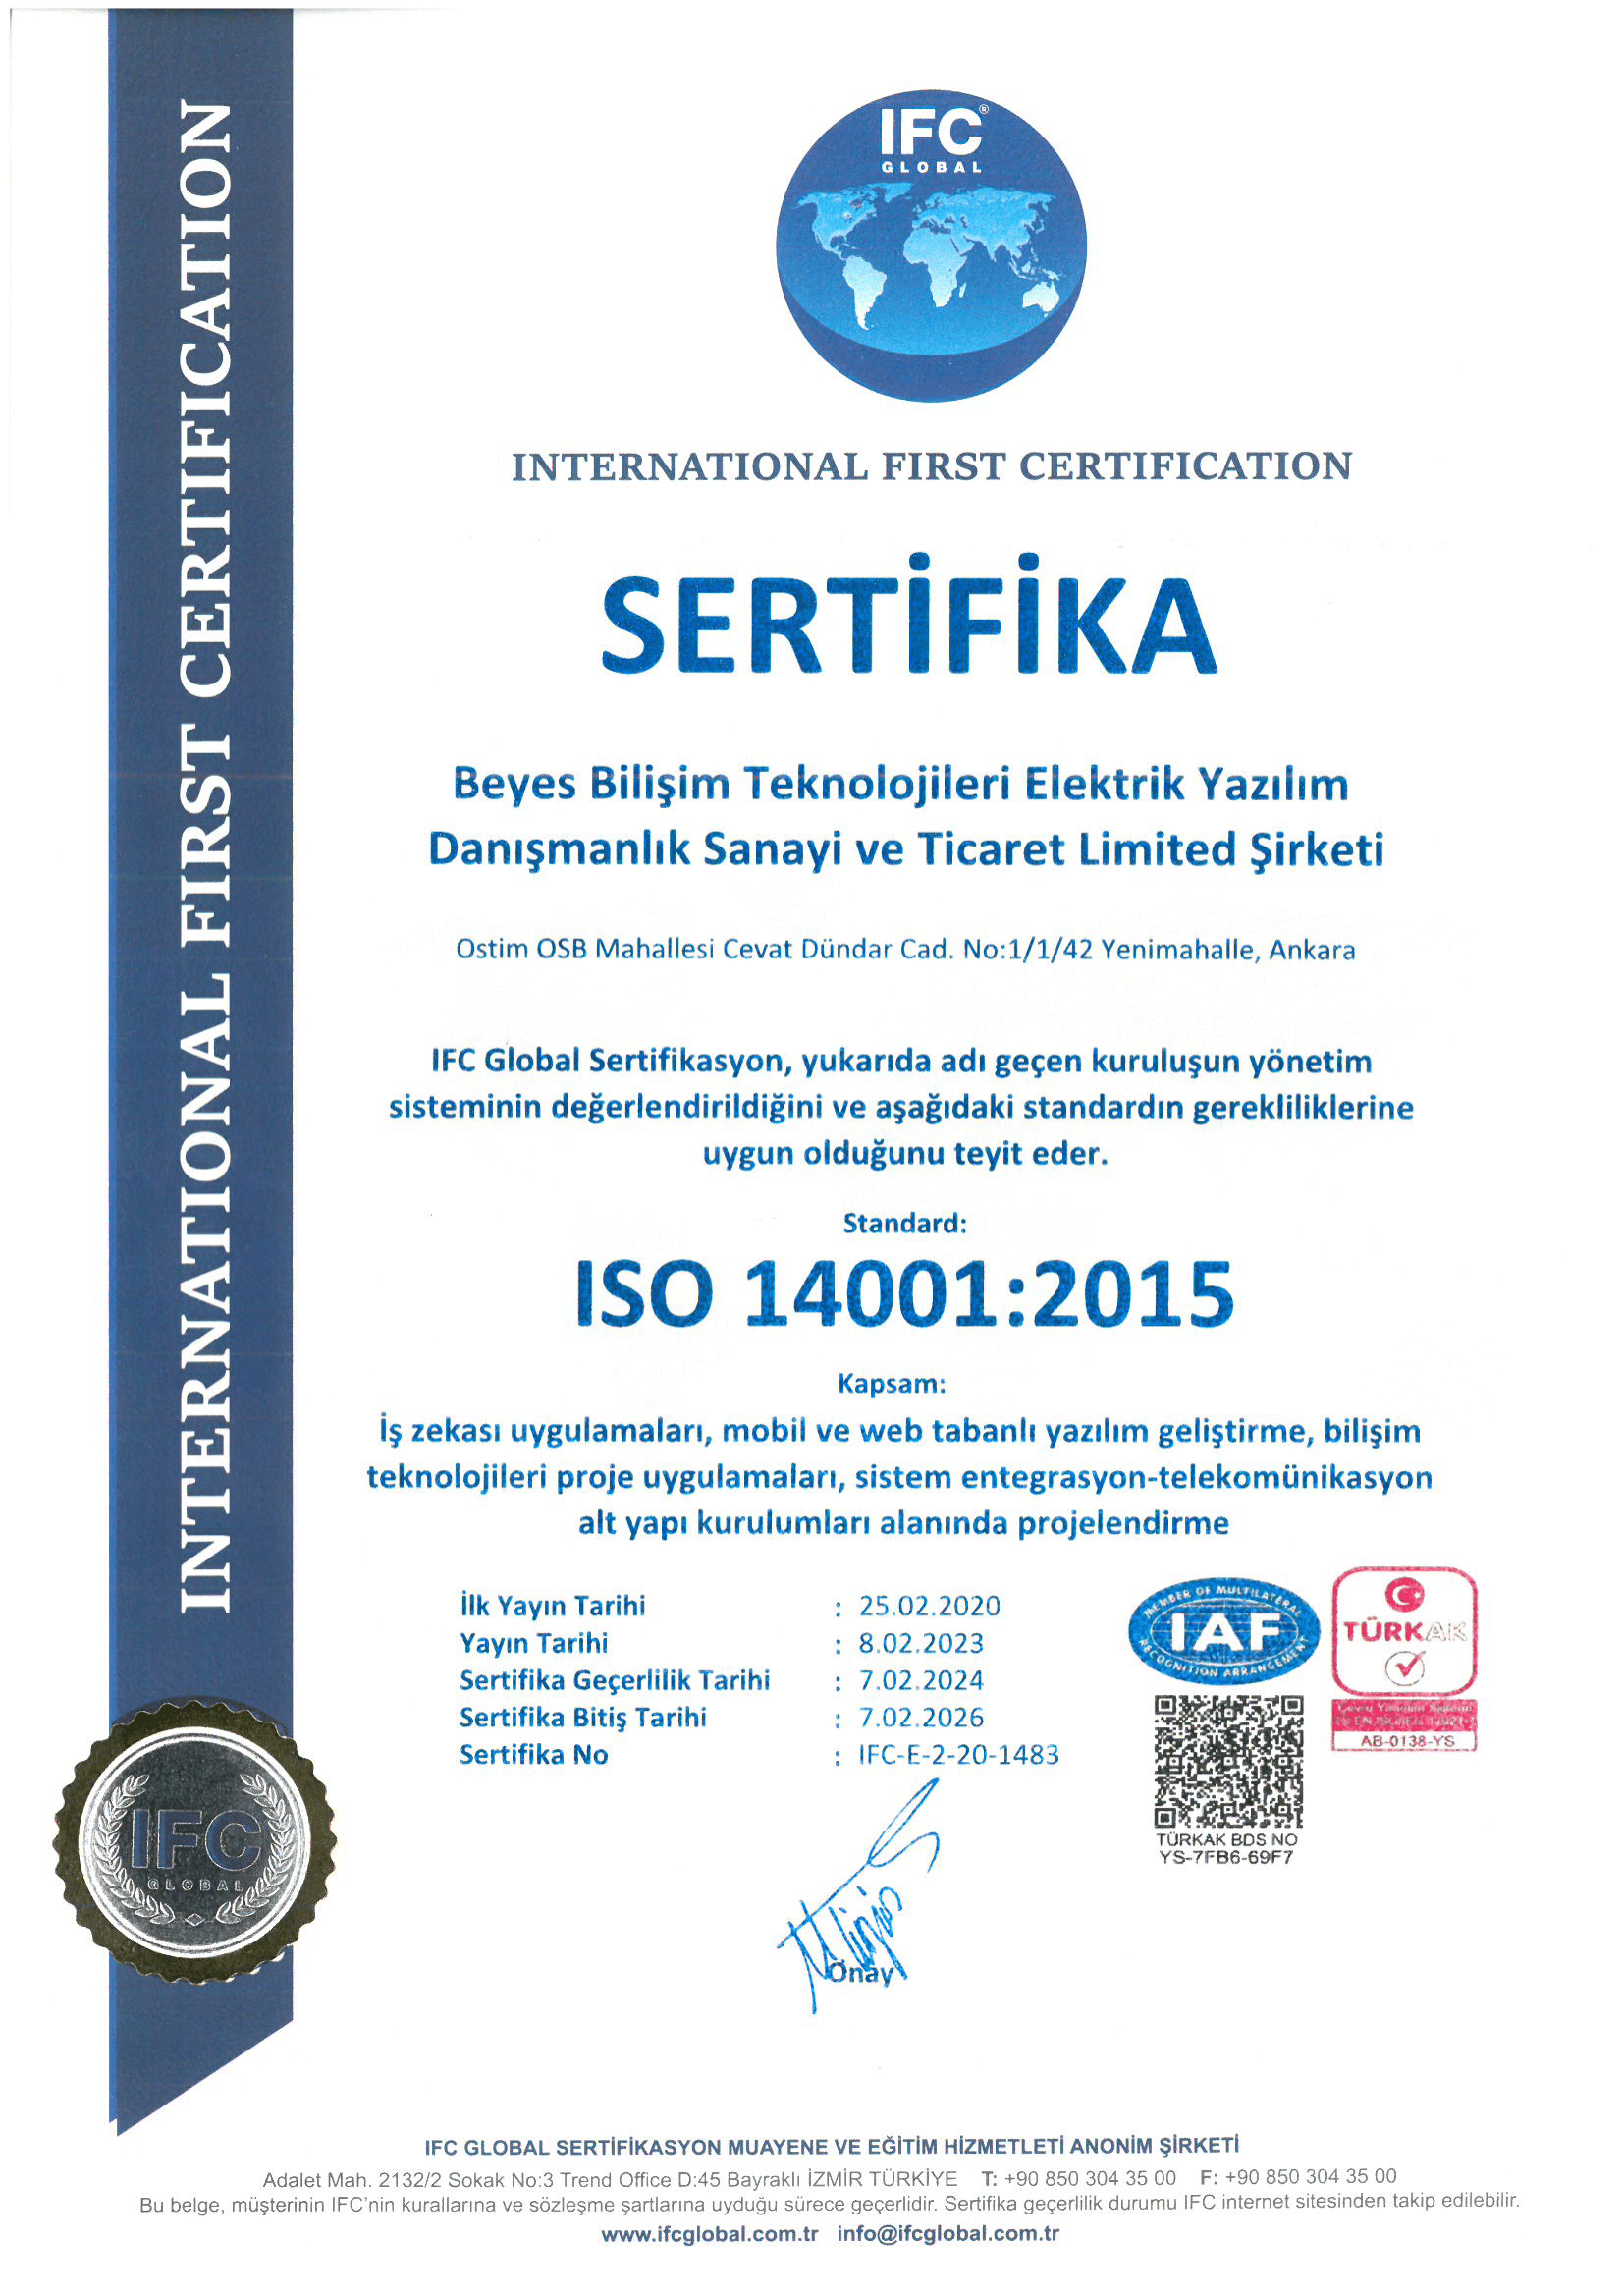 INTERNATIONAL FIRST CERTIFICATION
IFC®
GLOBAL
INTERNATIONAL FIRST CERTIFICATION
SERTİFİKA
Beyes Bilişim Teknolojileri Elektrik Yazılım
Danışmanlık Sanayi ve Ticaret Limited Şirketi
Ostim OSB Mahallesi Cevat Dündar Cad. No:1/1/42 Yenimahalle, Ankara
IFC Global Sertifikasyon, yukarıda adı geçen kuruluşun yönetim
sisteminin değerlendirildiğini ve aşağıdaki standardın gerekliliklerine
uygun olduğunu teyit eder.
Standard:
ISO 14001:2015
Kapsam:
İş zekası uygulamaları, mobil ve web tabanlı yazılım geliştirme, bilişim
teknolojileri proje uygulamaları, sistem entegrasyon-telekomünikasyon
alt yapı kurulumları alanında projelendirme
İlk Yayın Tarihi : 25.02.2020
Yayın Tarihi : 8.02.2023
Sertifika Geçerlilik Tarihi : 7.02.2024
Sertifika Bitiş Tarihi : 7.02.2026
Sertifika No : IFC-E-2-20-1483
MEMBER OF MULTILATERAL
IAF
RECOGNITION ARRANGEMENT
TÜRKAK
AB-0138-YS
TÜRKAK BDS NO
YS-7FB6-69F7
IFC
GLOBAL
Onay
IFC GLOBAL SERTİFİKASYON MUAYENE VE EĞİTİM HİZMETLETİ ANONİM ŞİRKETİ
Adalet Mah. 2132/2 Sokak No:3 Trend Office D:45 Bayraklı İZMİR TÜRKİYE T: +90 850 304 35 00 F: +90 850 304 35 00
Bu belge, müşterinin IFC'nin kurallarına ve sözleşme şartlarına uyduğu sürece geçerlidir. Sertifika geçerlilik durumu IFC internet sitesinden takip edilebilir.
www.ifcglobal.com.tr info@ifcglobal.com.tr